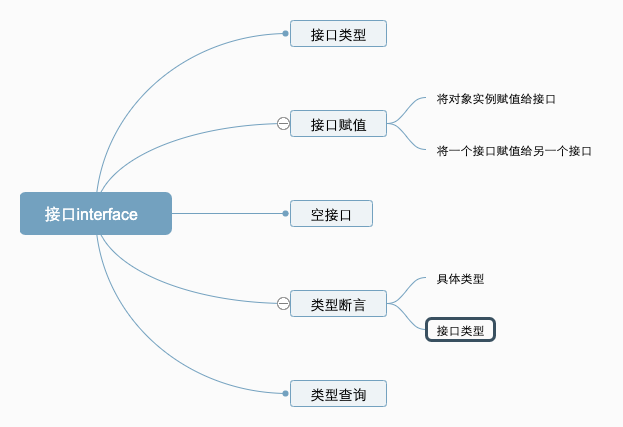 接口interface
接口类型
接口赋值
将对象实例赋值给接口
将一个接口赋值给另一个接口
空接口
类型断言
具体类型
接口类型
类型查询